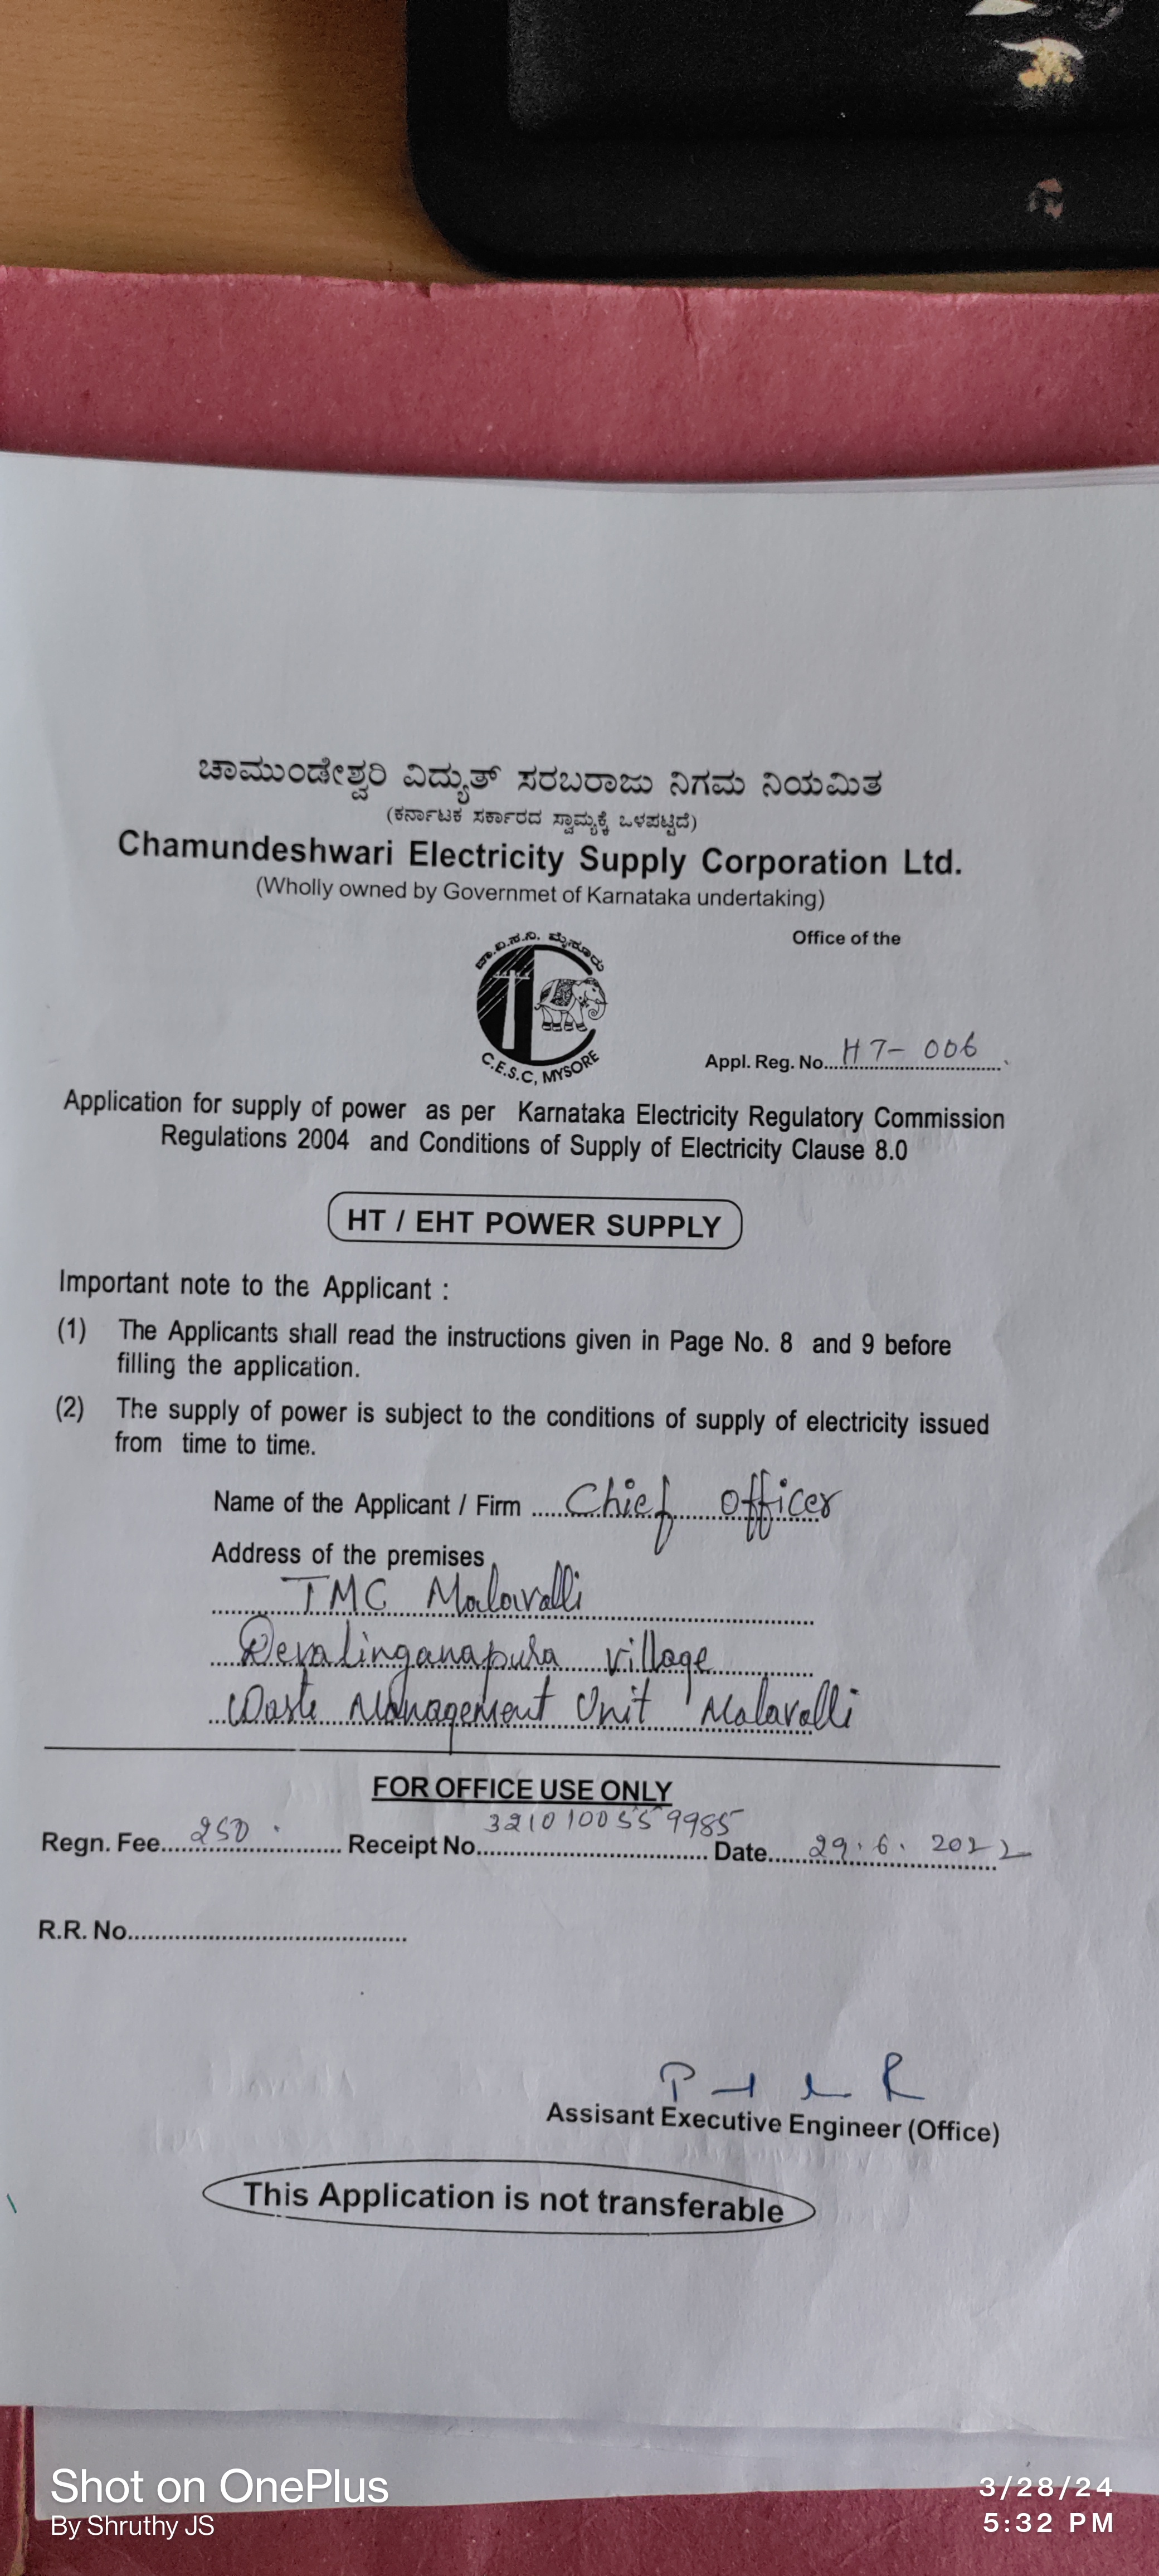 ಚಾಮುಂಡೇಶ್ವರಿ ವಿದ್ಯುತ್ ಸರಬರಾಜು ನಿಗಮ ನಿಯಮಿತ
(ಕರ್ನಾಟಕ ಸರ್ಕಾರದ ಸ್ವಾಮ್ಯಕ್ಕೆ ಒಳಪಟ್ಟಿದೆ)
Chamundeshwari Electricity Supply Corporation Ltd.
(Wholly owned by Governmet of Karnataka undertaking)
Office of the
ಚಾ.ವಿ.ಸ.ನಿ. ಮೈಸೂರು
C.E.S.C, MYSORE
Appl. Reg. No....HT- 006
Application for supply of power as per Karnataka Electricity Regulatory Commission
Regulations 2004 and Conditions of Supply of Electricity Clause 8.0
HT / EHT POWER SUPPLY
Important note to the Applicant :
(1) The Applicants shall read the instructions given in Page No. 8 and 9 before
filling the application.
(2) The supply of power is subject to the conditions of supply of electricity issued
from time to time.
Name of the Applicant / Firm ....Chief officer
Address of the premises
TMC Malavalli
Devalinganapura village
Waste Management Unit Malavalli
FOR OFFICE USE ONLY
Regn. Fee....250. Receipt No....3210100559985 Date....29.6.2022
R.R. No..........................................
Assisant Executive Engineer (Office)
This Application is not transferable
Shot on OnePlus
By Shruthy JS
3/28/24
5:32 PM